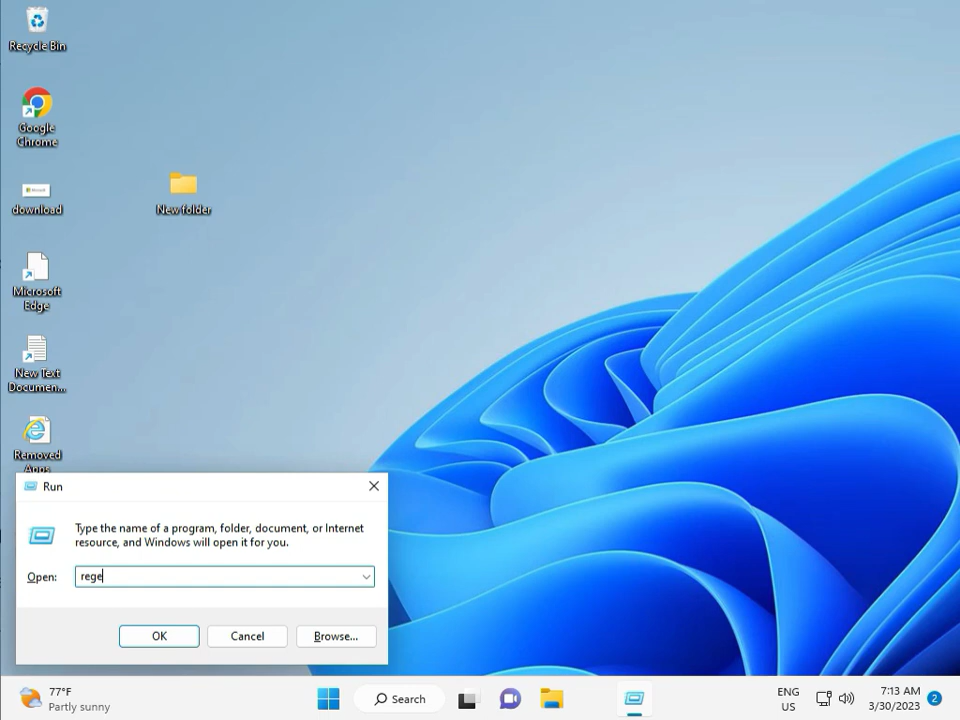 Recycle Bin
Google
Chrome
download
New folder
Microsoft
Edge
New Text
Documen...
Removed
Apps
Run
Type the name of a program, folder, document, or Internet
resource, and Windows will open it for you.
Open: rege
OK Cancel Browse...
77°F
Partly sunny
Search
ENG
US
7:13 AM
3/30/2023
2